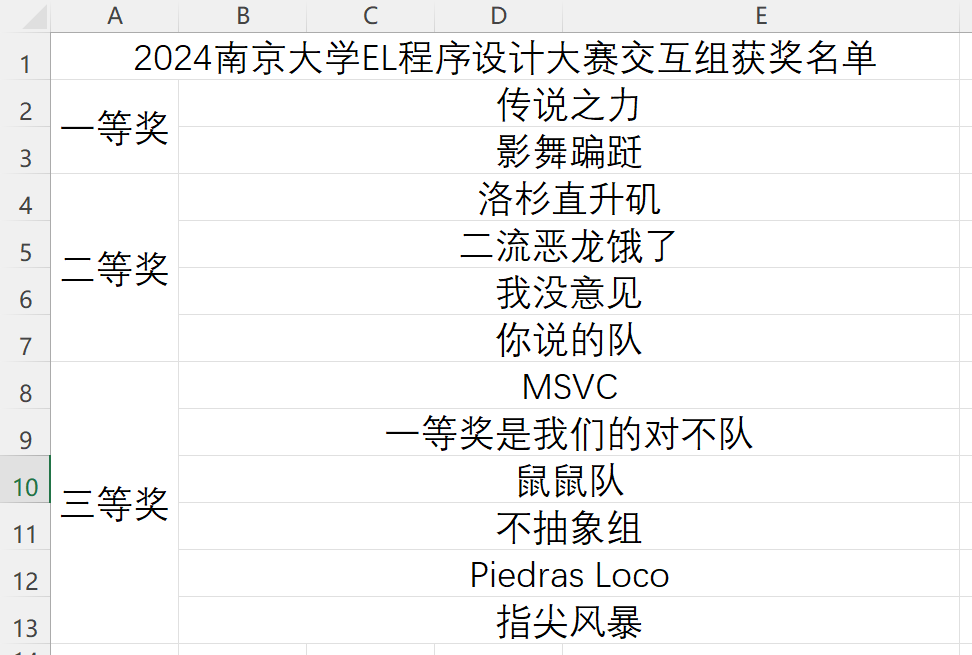 A B C D E
1 2024南京大学EL程序设计大赛交互组获奖名单
2 一等奖 传说之力
3 影舞蹁跹
4 二等奖 洛杉直升矶
5 二流恶龙饿了
6 我没意见
7 你说的队
8 三等奖 MSVC
9 一等奖是我们的对不队
10 鼠鼠队
11 不抽象组
12 Piedras Loco
13 指尖风暴